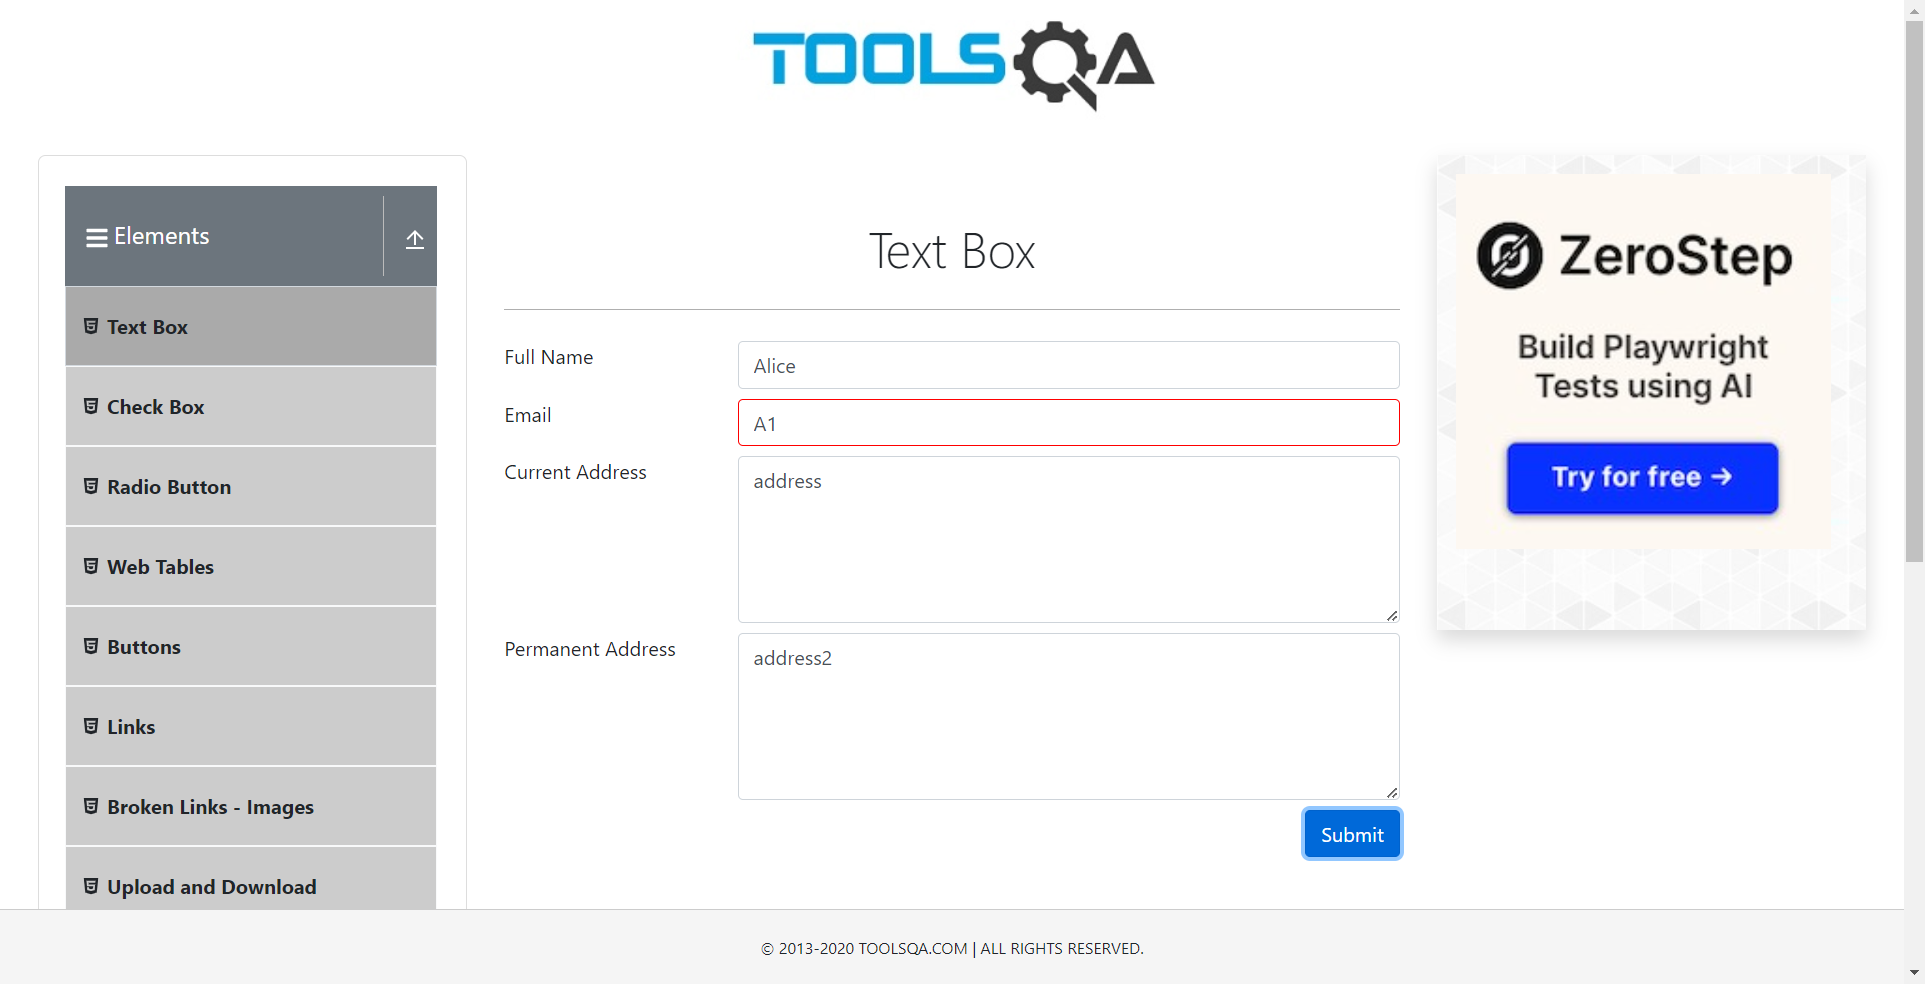 TOOLSQA
Elements
Text Box
Check Box
Radio Button
Web Tables
Buttons
Links
Broken Links - Images
Upload and Download
Text Box
Full Name
Alice
Email
A1
Current Address
address
Permanent Address
address2
Submit
ZeroStep
Build Playwright
Tests using AI
Try for free →
© 2013-2020 TOOLSQA.COM | ALL RIGHTS RESERVED.